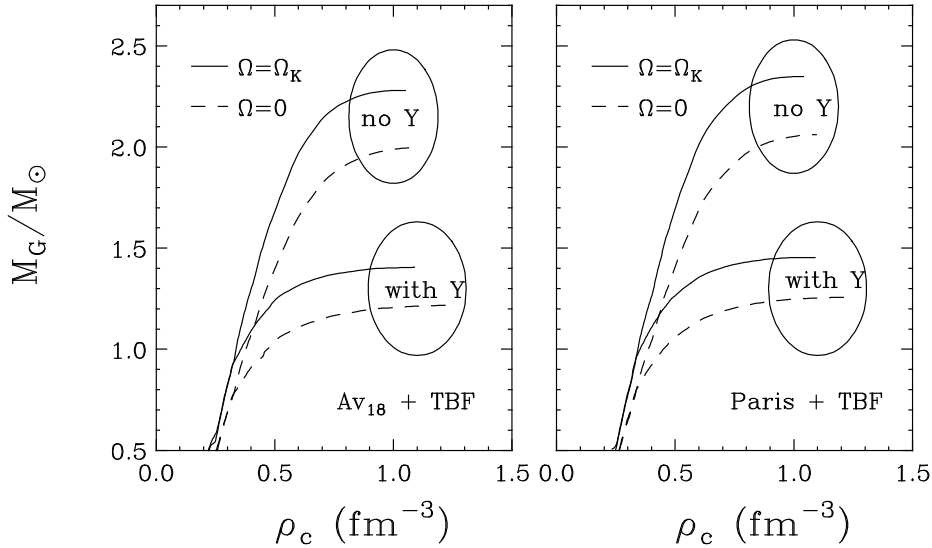 M_G/M_⊙
2.5
2.0
1.5
1.0
0.5
Ω=Ω_K
Ω=0
no Y
with Y
Av_18 + TBF
0.0 0.5 1.0 1.5
ρ_c (fm^−3)
Ω=Ω_K
Ω=0
no Y
with Y
Paris + TBF
0.0 0.5 1.0 1.5
ρ_c (fm^−3)